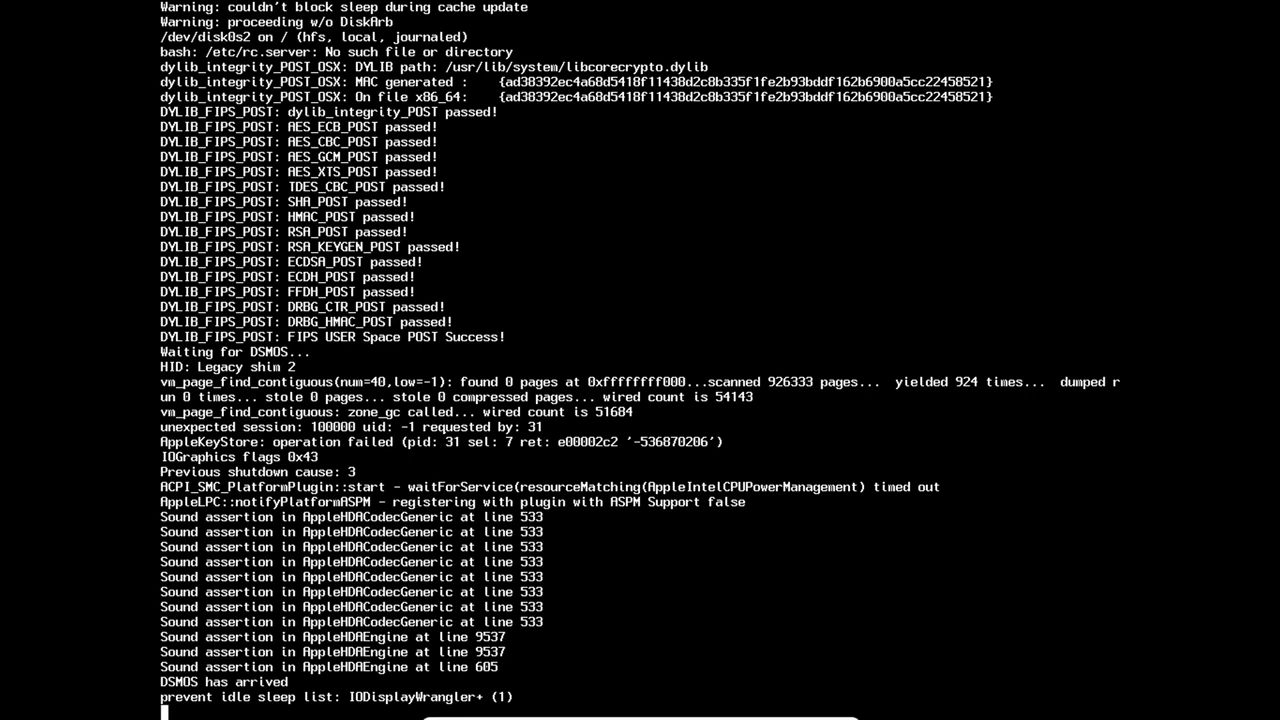 Warning: couldn't block sleep during cache update
Warning: proceeding w/o DiskArb
/dev/disk0s2 on / (hfs, local, journaled)
bash: /etc/rc.server: No such file or directory
dylib_integrity_POST_OSX: DYLIB path: /usr/lib/system/libcorecrypto.dylib
dylib_integrity_POST_OSX: MAC generated :    {ad38392ec4a68d5418f11438d2c8b335f1fe2b93bddf162b6900a5cc22458521}
dylib_integrity_POST_OSX: On file x86_64:    {ad38392ec4a68d5418f11438d2c8b335f1fe2b93bddf162b6900a5cc22458521}
DYLIB_FIPS_POST: dylib_integrity_POST passed!
DYLIB_FIPS_POST: AES_ECB_POST passed!
DYLIB_FIPS_POST: AES_CBC_POST passed!
DYLIB_FIPS_POST: AES_GCM_POST passed!
DYLIB_FIPS_POST: AES_XTS_POST passed!
DYLIB_FIPS_POST: TDES_CBC_POST passed!
DYLIB_FIPS_POST: SHA_POST passed!
DYLIB_FIPS_POST: HMAC_POST passed!
DYLIB_FIPS_POST: RSA_POST passed!
DYLIB_FIPS_POST: RSA_KEYGEN_POST passed!
DYLIB_FIPS_POST: ECDSA_POST passed!
DYLIB_FIPS_POST: ECDH_POST passed!
DYLIB_FIPS_POST: FFDH_POST passed!
DYLIB_FIPS_POST: DRBG_CTR_POST passed!
DYLIB_FIPS_POST: DRBG_HMAC_POST passed!
DYLIB_FIPS_POST: FIPS USER Space POST Success!
Waiting for DSMOS...
HID: Legacy shim 2
vm_page_find_contiguous(num=40,low=-1): found 0 pages at 0xffffffff000...scanned 926333 pages...  yielded 924 times...  dumped r
un 0 times... stole 0 pages... stole 0 compressed pages... wired count is 54143
vm_page_find_contiguous: zone_gc called... wired count is 51684
unexpected session: 100000 uid: -1 requested by: 31
AppleKeyStore: operation failed (pid: 31 sel: 7 ret: e00002c2 '-536870206')
IOGraphics flags 0x43
Previous shutdown cause: 3
ACPI_SMC_PlatformPlugin::start - waitForService(resourceMatching(AppleIntelCPUPowerManagement) timed out
AppleLPC::notifyPlatformASPM - registering with plugin with ASPM Support false
Sound assertion in AppleHDACodecGeneric at line 533
Sound assertion in AppleHDACodecGeneric at line 533
Sound assertion in AppleHDACodecGeneric at line 533
Sound assertion in AppleHDACodecGeneric at line 533
Sound assertion in AppleHDACodecGeneric at line 533
Sound assertion in AppleHDACodecGeneric at line 533
Sound assertion in AppleHDACodecGeneric at line 533
Sound assertion in AppleHDACodecGeneric at line 533
Sound assertion in AppleHDAEngine at line 9537
Sound assertion in AppleHDAEngine at line 9537
Sound assertion in AppleHDAEngine at line 605
DSMOS has arrived
prevent idle sleep list: IODisplayWrangler+ (1)